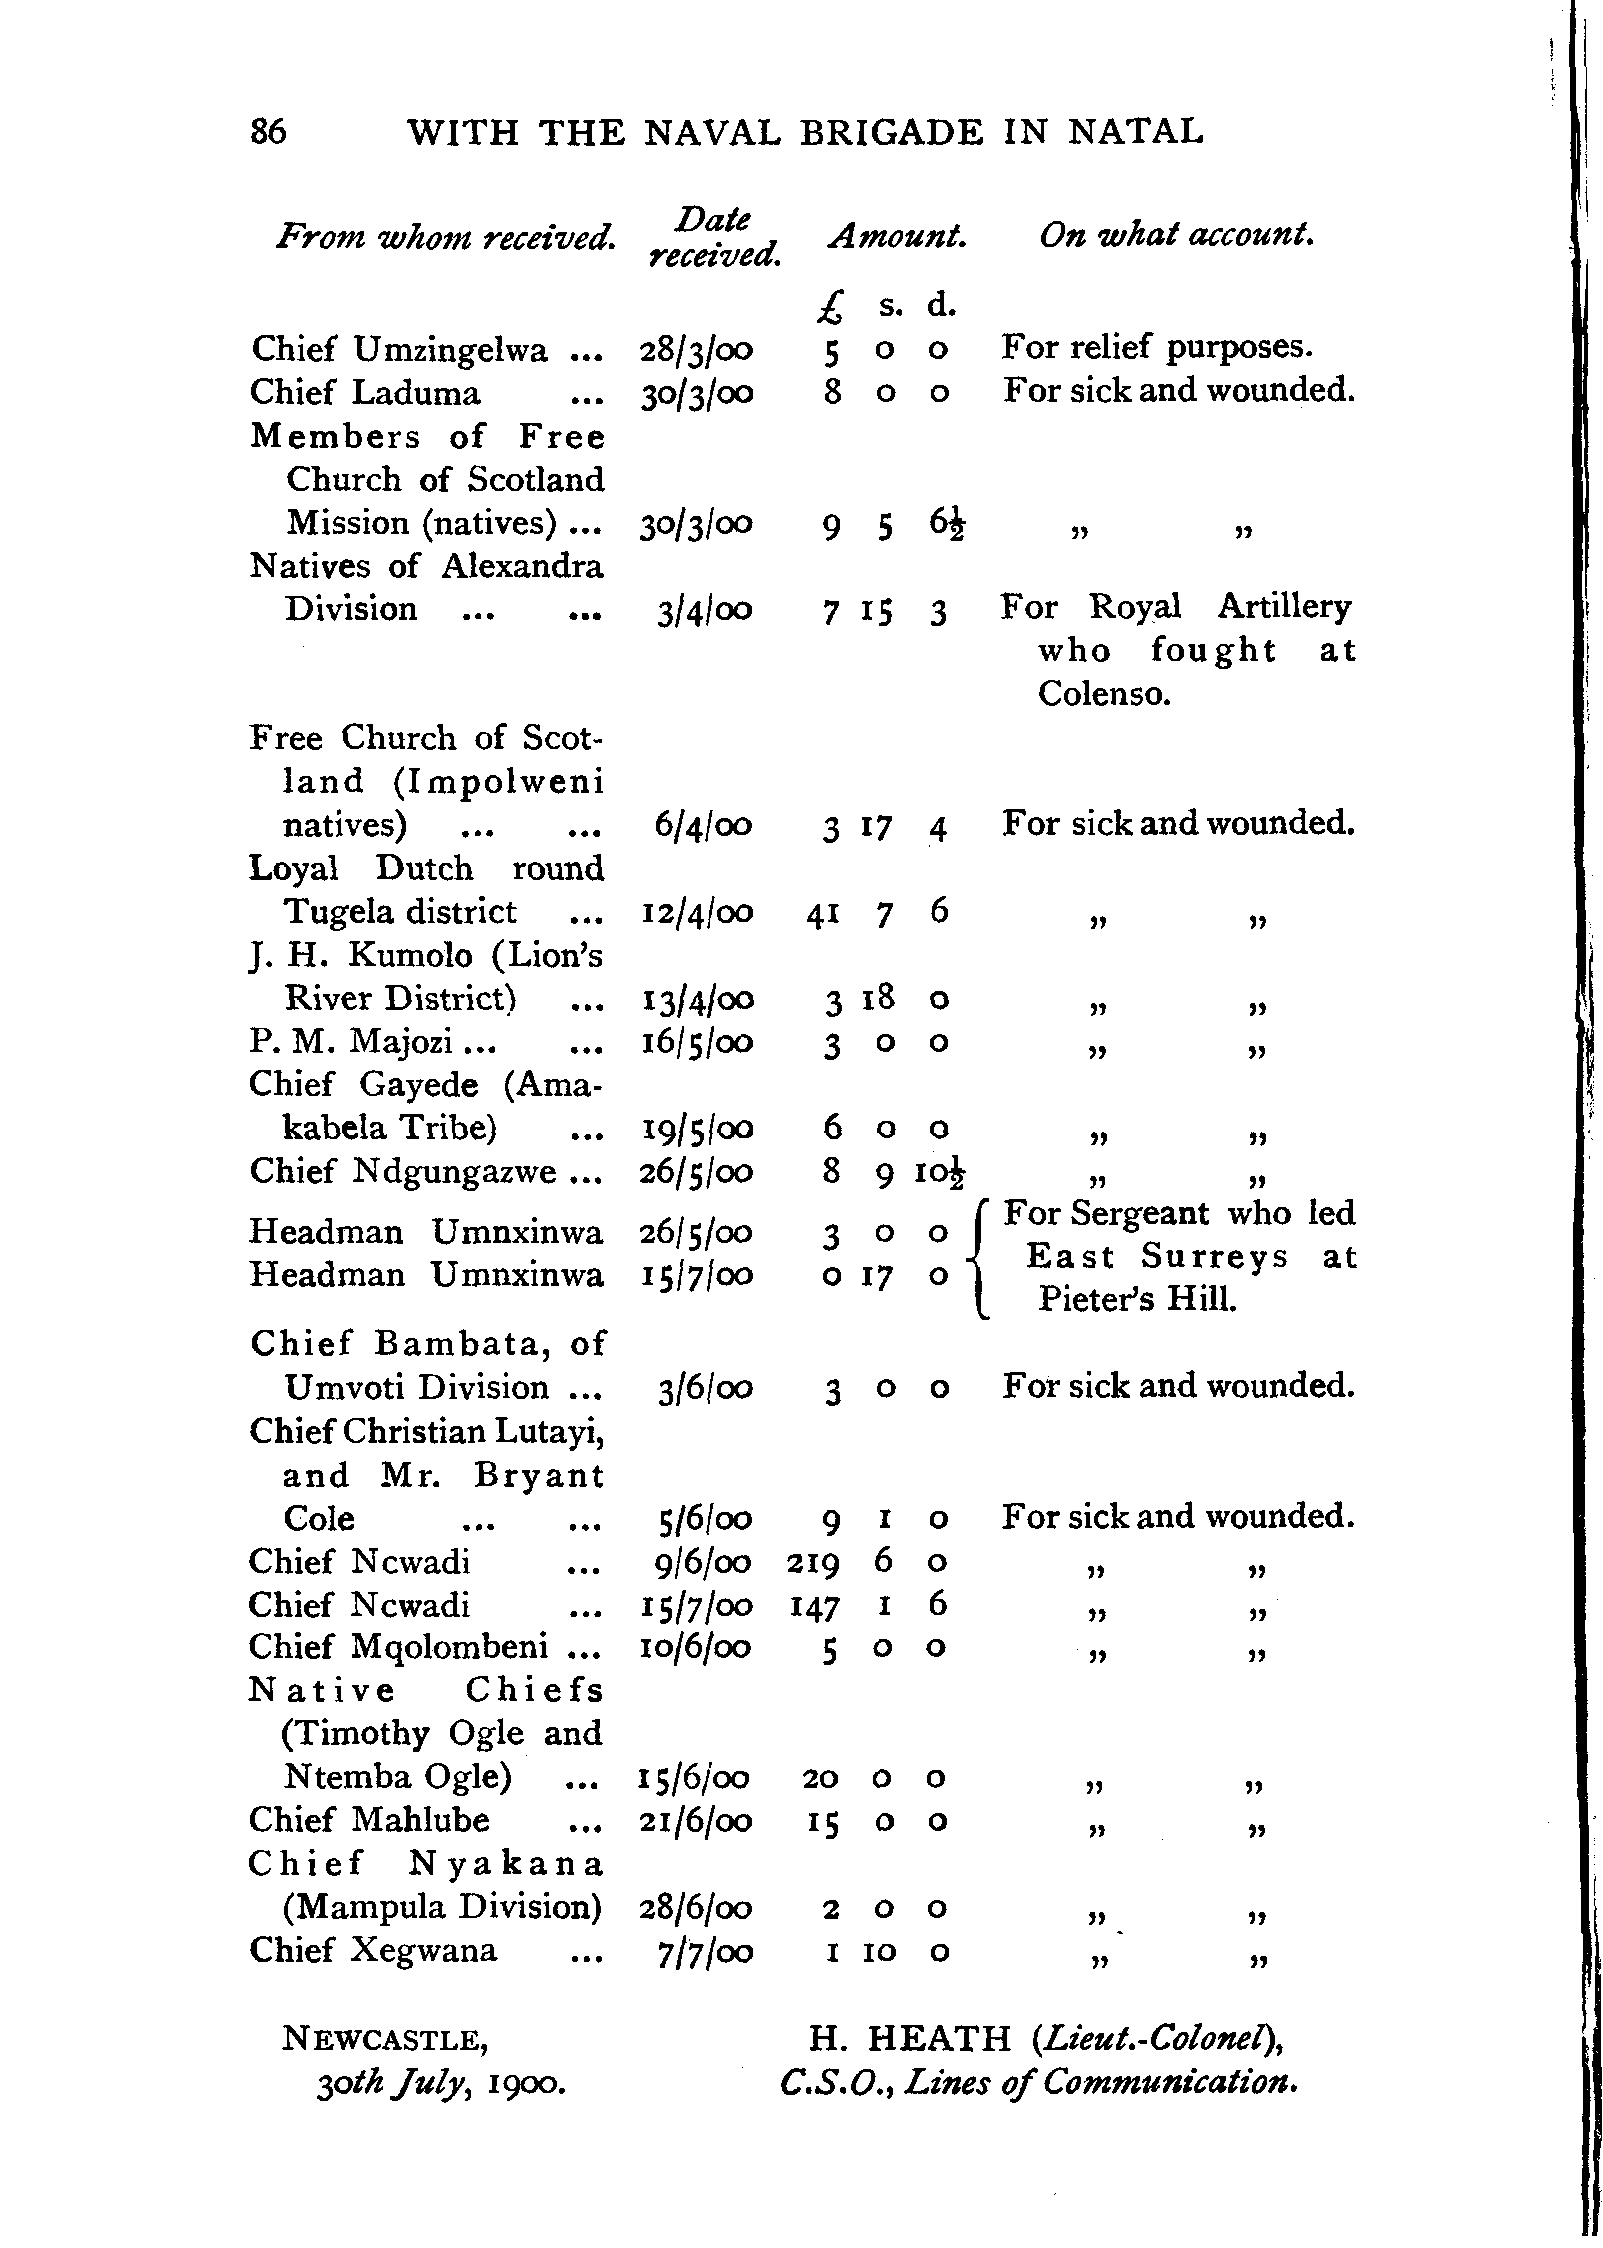 86 WITH THE NAVAL BRIGADE IN NATAL
From whom received. Date received. Amount. On what account.
£ s. d.
Chief Umzingelwa ... 28/3/00 5 0 0 For relief purposes.
Chief Laduma ... 30/3/00 8 0 0 For sick and wounded.
Members of Free
Church of Scotland
Mission (natives) ... 30/3/00 9 5 6½ „ „
Natives of Alexandra
Division ... ... 3/4/00 7 15 3 For Royal Artillery
who fought at
Colenso.
Free Church of Scot-
land (Impolweni
natives) ... ... 6/4/00 3 17 4 For sick and wounded.
Loyal Dutch round
Tugela district ... 12/4/00 41 7 6 „ „
J. H. Kumolo (Lion's
River District) ... 13/4/00 3 18 0 „ „
P. M. Majozi ... ... 16/5/00 3 0 0 „ „
Chief Gayede (Ama-
kabela Tribe) ... 19/5/00 6 0 0 „ „
Chief Ndgungazwe ... 26/5/00 8 9 10½ „ „
For Sergeant who led
Headman Umnxinwa 26/5/00 3 0 0
East Surreys at
Headman Umnxinwa 15/7/00 0 17 0
Pieter's Hill.
Chief Bambata, of
Umvoti Division ... 3/6/00 3 0 0 For sick and wounded.
Chief Christian Lutayi,
and Mr. Bryant
Cole ... ... 5/6/00 9 1 0 For sick and wounded.
Chief Ncwadi ... 9/6/00 219 6 0 „ „
Chief Ncwadi ... 15/7/00 147 1 6 „ „
Chief Mqolombeni ... 10/6/00 5 0 0 „ „
Native Chiefs
(Timothy Ogle and
Ntemba Ogle) ... 15/6/00 20 0 0 „ „
Chief Mahlube ... 21/6/00 15 0 0 „ „
Chief Nyakana
(Mampula Division) 28/6/00 2 0 0 „ „
Chief Xegwana ... 7/7/00 1 10 0 „ „
NEWCASTLE, H. HEATH (Lieut.-Colonel),
30th July, 1900. C.S.O., Lines of Communication.